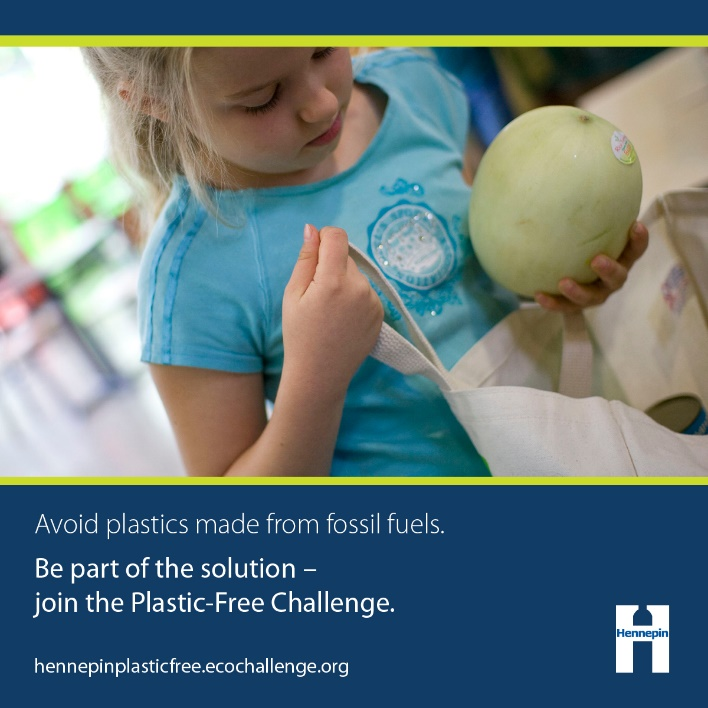 Avoid plastics made from fossil fuels.
Be part of the solution –
join the Plastic-Free Challenge.
Hennepin
hennepinplasticfree.ecochallenge.org